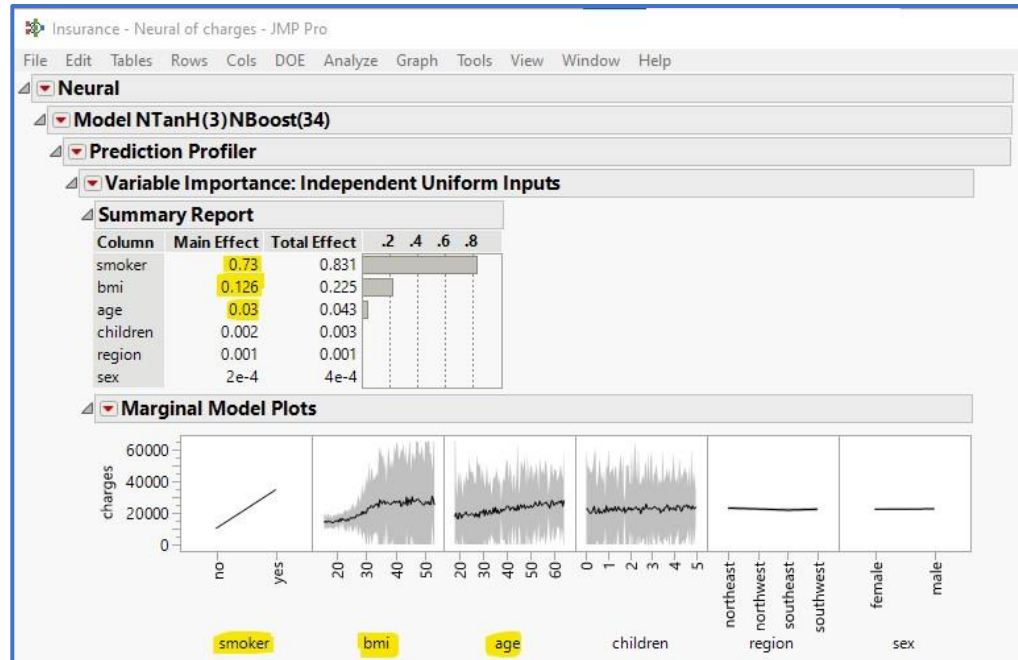 Insurance - Neural of charges - JMP Pro
File Edit Tables Rows Cols DOE Analyze Graph Tools View Window Help
Neural
Model NTanH(3)NBoost(34)
Prediction Profiler
Variable Importance: Independent Uniform Inputs
Summary Report
Column Main Effect Total Effect .2 .4 .6 .8
smoker 0.73 0.831
bmi 0.126 0.225
age 0.03 0.043
children 0.002 0.003
region 0.001 0.001
sex 2e-4 4e-4
Marginal Model Plots
charges
60000
40000
20000
0
no yes 20 30 40 50 20 30 40 50 60 0 1 2 3 4 5 northeast northwest southeast southwest female male
smoker bmi age children region sex